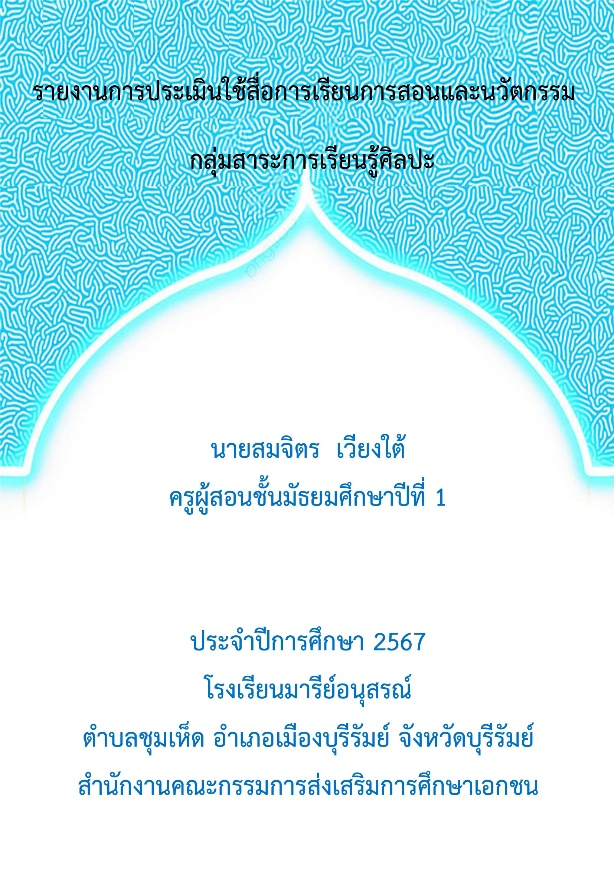 รายงานการประเมินใช้สื่อการเรียนการสอนและนวัตกรรม
กลุ่มสาระการเรียนรู้ศิลปะ
นายสมจิตร เวียงใต้
ครูผู้สอนชั้นมัธยมศึกษาปีที่ 1
ประจำปีการศึกษา 2567
โรงเรียนมารีย์อนุสรณ์
ตำบลชุมเห็ด อำเภอเมืองบุรีรัมย์ จังหวัดบุรีรัมย์
สำนักงานคณะกรรมการส่งเสริมการศึกษาเอกชน